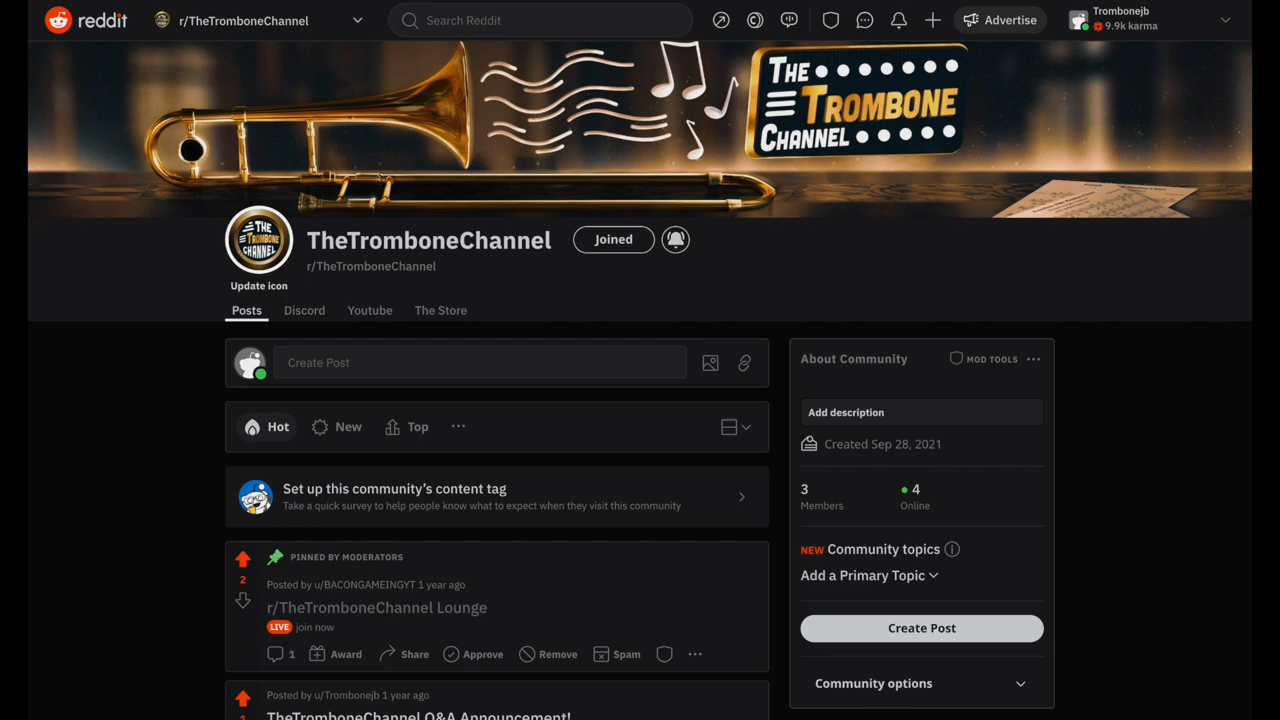 reddit
r/TheTromboneChannel
Search Reddit
Advertise
Trombonejb
9.9k karma
THE
TROMBONE
CHANNEL
THE
TROMBONE
CHANNEL
TheTromboneChannel
Joined
r/TheTromboneChannel
Update icon
Posts
Discord
Youtube
The Store
Create Post
Hot
New
Top
Set up this community's content tag
Take a quick survey to help people know what to expect when they visit this community
PINNED BY MODERATORS
2
Posted by u/BACONGAMEINGYT 1 year ago
r/TheTromboneChannel Lounge
LIVE join now
1
Award
Share
Approve
Remove
Spam
Posted by u/Trombonejb 1 year ago
1
TheTromboneChannel Q&A Announcement!
About Community
MOD TOOLS
Add description
Created Sep 28, 2021
3
Members
4
Online
NEW Community topics
Add a Primary Topic
Create Post
Community options